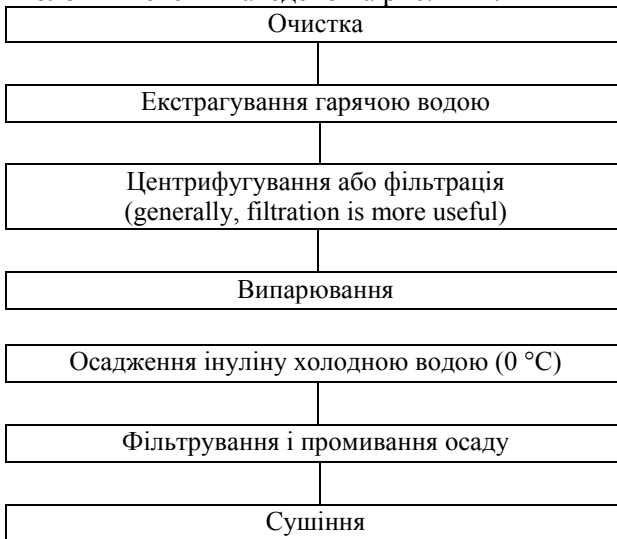 Очистка
Екстрагування гарячою водою
Центрифугування або фільтрація
(generally, filtration is more useful)
Випарювання
Осадження інуліну холодною водою (0 °C)
Фільтрування і промивання осаду
Сушіння